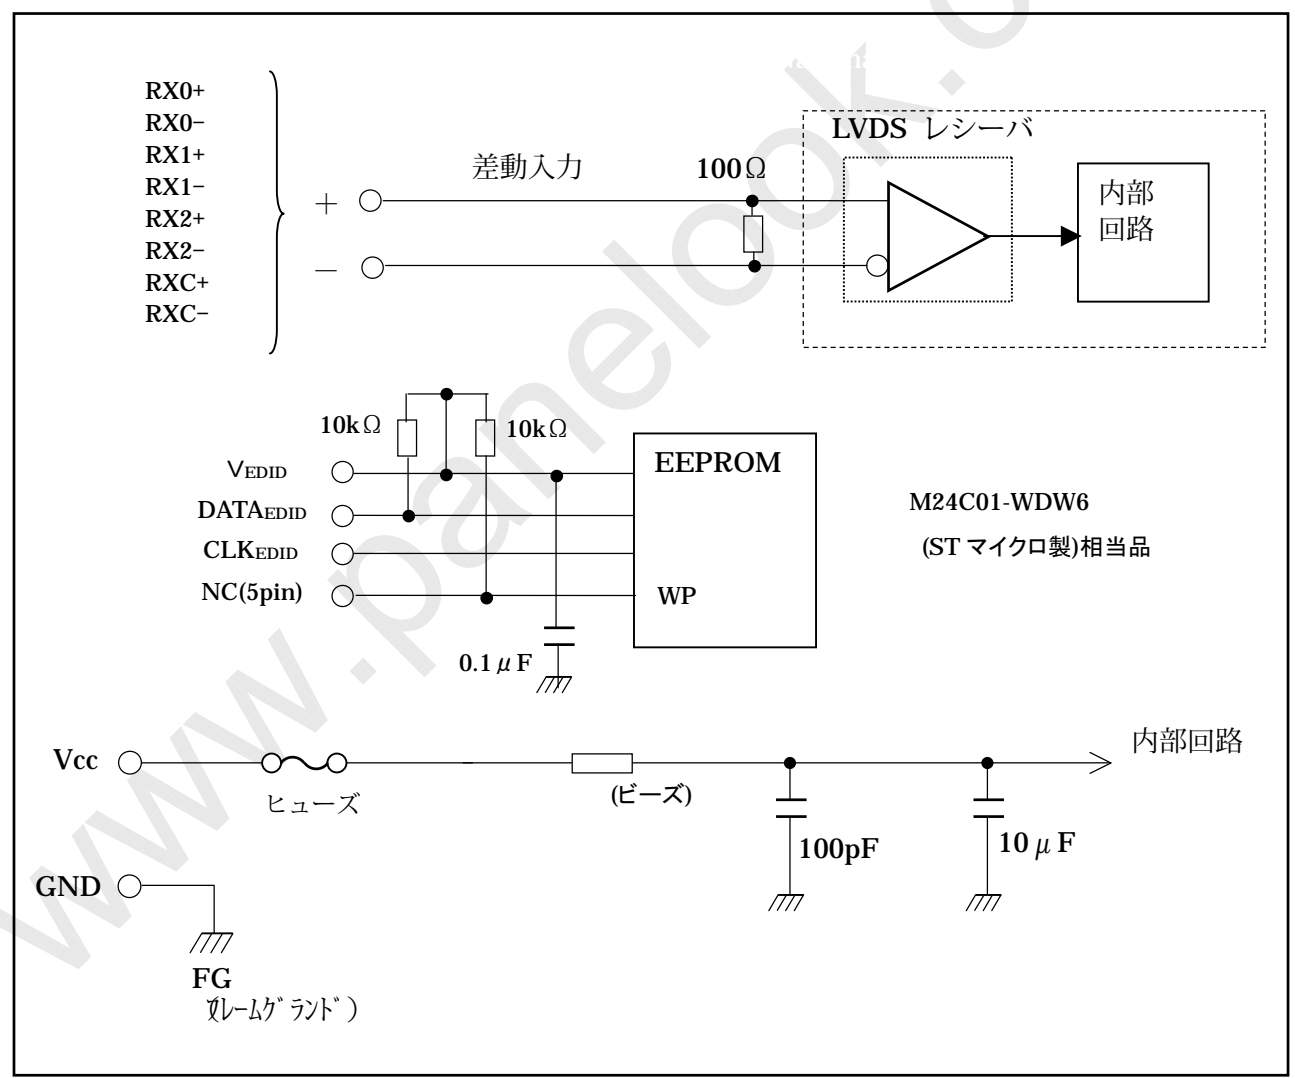 RX0+
RX0−
RX1+
RX1−
RX2+
RX2−
RXC+
RXC−
+
−
差動入力
100Ω
LVDS レシーバ
内部
回路
10kΩ
10kΩ
VEDID
DATAEDID
CLKEDID
NC(5pin)
EEPROM
WP
M24C01-WDW6
(ST マイクロ製)相当品
0.1μF
Vcc
ヒューズ
(ビーズ)
内部回路
100pF
10μF
GND
FG
レームグランド)
www.panelook.